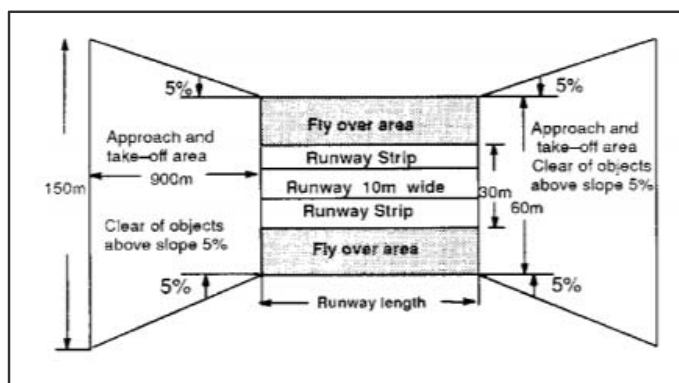 5%
5%
Fly over area
Approach and
take-off area
900m
150m
Clear of objects
above slope 5%
Runway Strip
Runway 10m wide
Runway Strip
30m
60m
Approach and
take-off area
Clear of objects
above slope 5%
Fly over area
5%
5%
Runway length